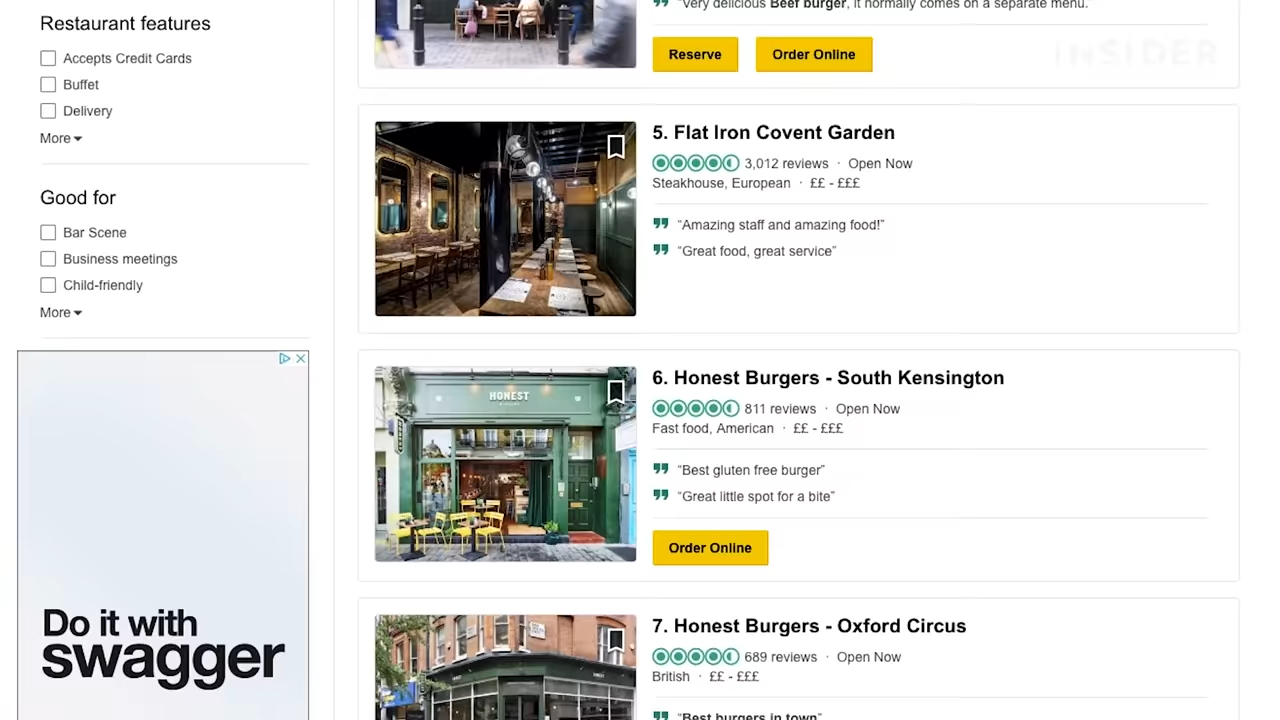 Restaurant features
Accepts Credit Cards
Buffet
Delivery
More
Good for
Bar Scene
Business meetings
Child-friendly
More
Do it with
swagger
"Very delicious Beef burger, it normally comes on a separate menu."
Reserve
Order Online
INSIDER
5. Flat Iron Covent Garden
3,012 reviews · Open Now
Steakhouse, European · ££ - £££
"Amazing staff and amazing food!"
"Great food, great service"
6. Honest Burgers - South Kensington
811 reviews · Open Now
Fast food, American · ££ - £££
"Best gluten free burger"
"Great little spot for a bite"
Order Online
HONEST
7. Honest Burgers - Oxford Circus
689 reviews · Open Now
British · ££ - £££
"Best burgers in town"